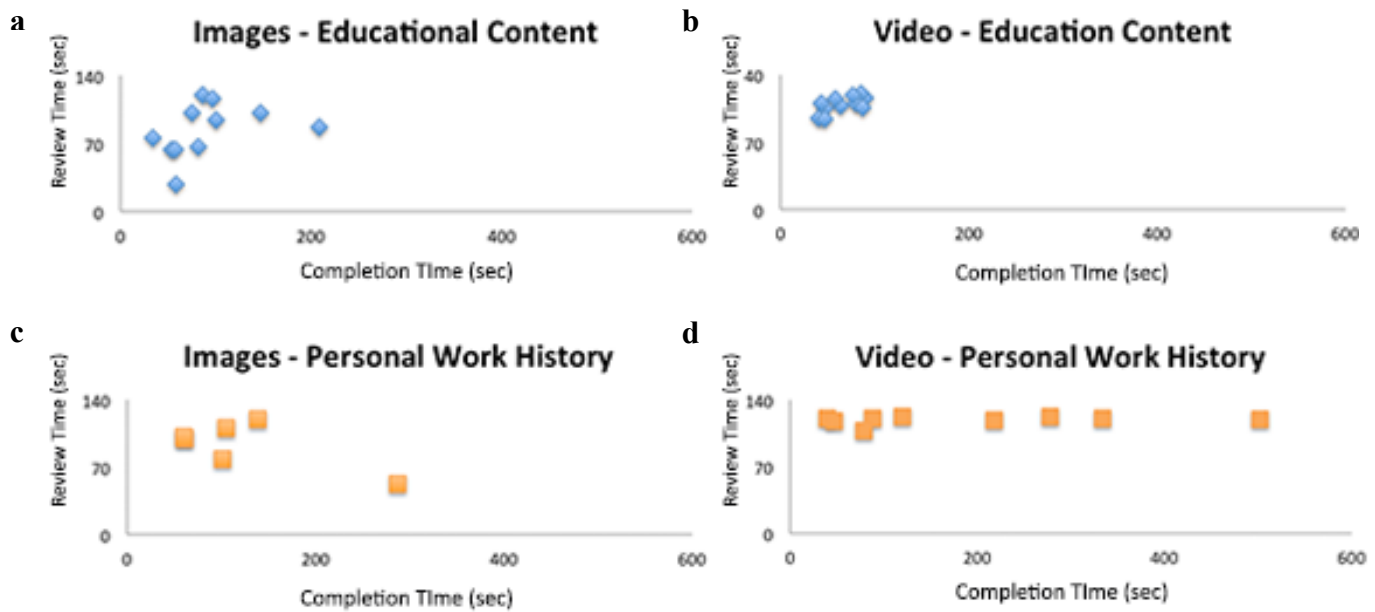 a
Images - Educational Content
Review Time (sec)
140
70
0
0 200 400 600
Completion TIme (sec)
b
Video - Education Content
Review Time (sec)
40
70
0
0 200 400 600
Completion TIme (sec)
c
Images - Personal Work History
Review Time (sec)
140
70
0
0 200 400 600
Completion TIme (sec)
d
Video - Personal Work History
Review Time (sec)
140
70
0
0 200 400 600
Completion TIme (sec)